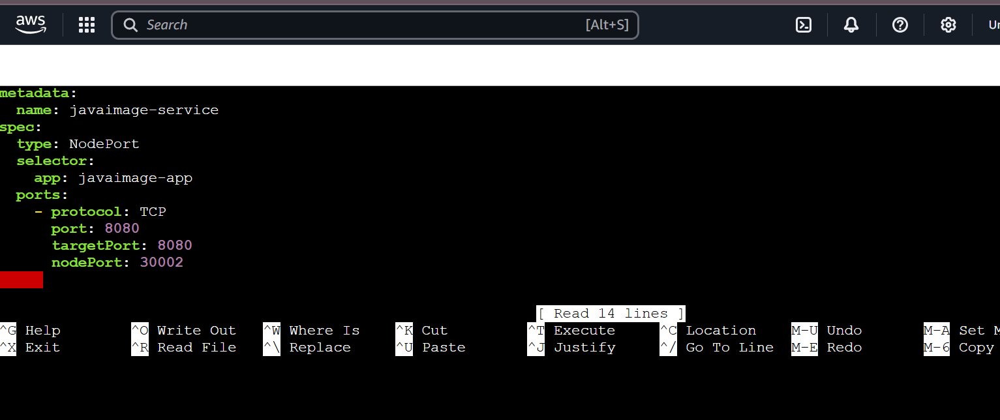 aws Search [Alt+S] Un
metadata:
  name: javaimage-service
spec:
  type: NodePort
  selector:
    app: javaimage-app
  ports:
    - protocol: TCP
      port: 8080
      targetPort: 8080
      nodePort: 30002
[ Read 14 lines ]
^G Help ^O Write Out ^W Where Is ^K Cut ^T Execute ^C Location M-U Undo M-A Set M
^X Exit ^R Read File ^\ Replace ^U Paste ^J Justify ^/ Go To Line M-E Redo M-6 Copy